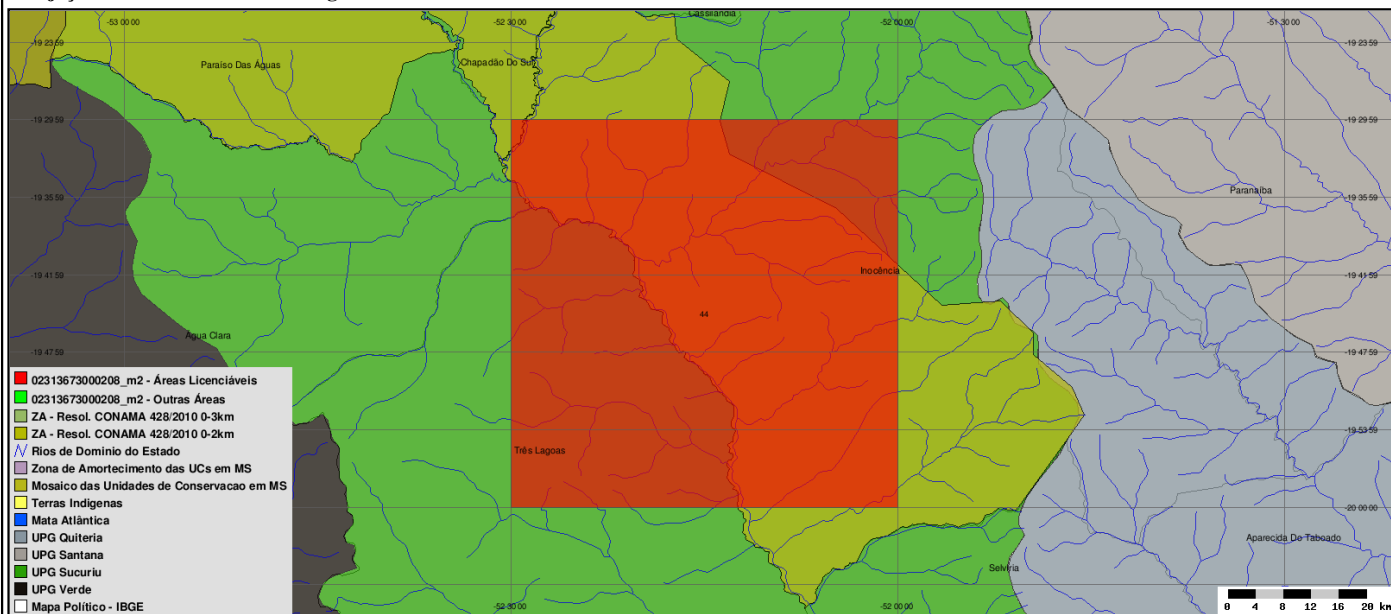 -53 00 00
-52 30 00
Cassilândia
-52 00 00
-51 30 00
-19 23 59
-19 23 59
Paraíso Das Águas
Chapadão Do Sul
-19 29 59
-19 29 59
-19 35 59
Paranaíba
-19 35 59
-19 41 59
Inocência
-19 41 59
44
Água Clara
-19 47 59
-19 47 59
02313673000208_m2 - Áreas Licenciáveis
02313673000208_m2 - Outras Áreas
ZA - Resol. CONAMA 428/2010 0-3km
ZA - Resol. CONAMA 428/2010 0-2km
Rios de Dominio do Estado
Zona de Amortecimento das UCs em MS
Mosaico das Unidades de Conservacao em MS
Terras Indigenas
Mata Atlântica
UPG Quiteria
UPG Santana
UPG Sucuriu
UPG Verde
Mapa Político - IBGE
-19 53 59
Três Lagoas
-20 00 00
Aparecida Do Taboado
Selvíria
-52 30 00
-52 00 00
0 4 8 12 16 20 km